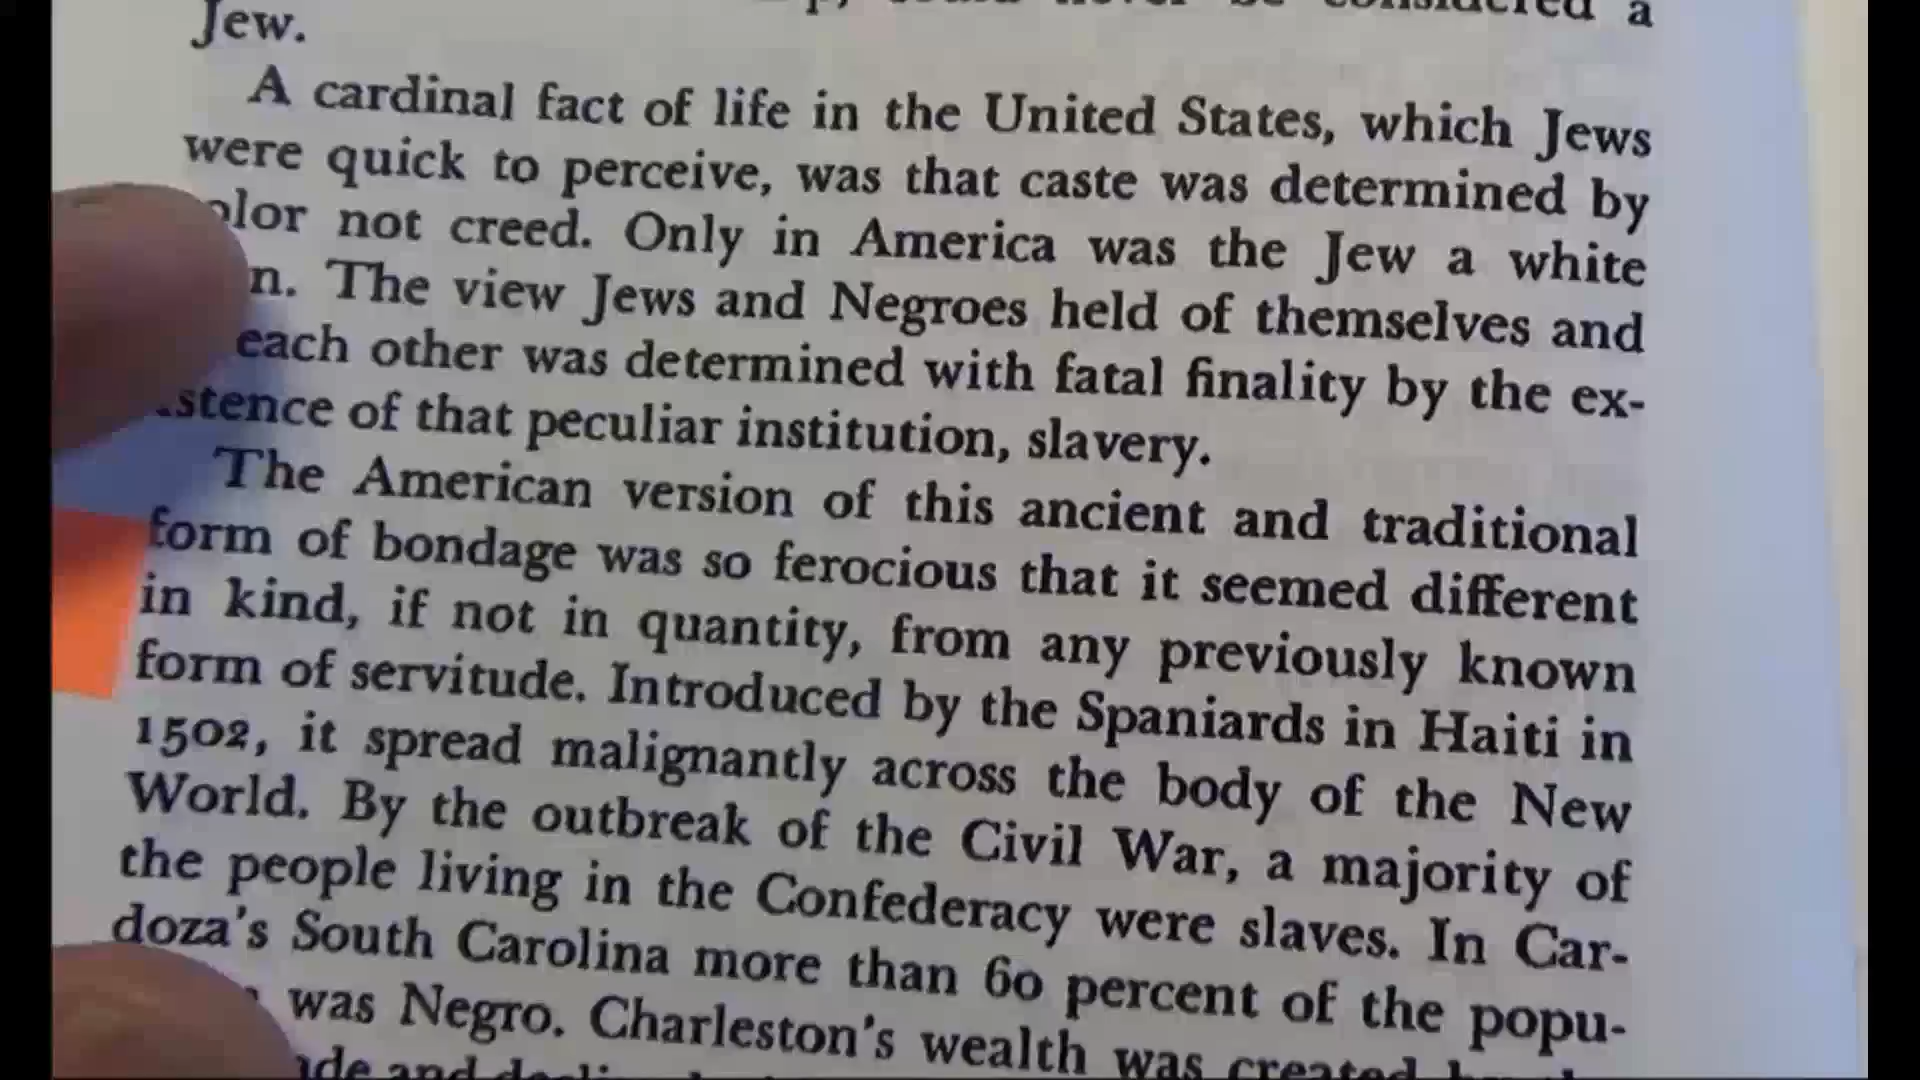 be considered a
Jew.
A cardinal fact of life in the United States, which Jews
were quick to perceive, was that caste was determined by
olor not creed. Only in America was the Jew a white
n. The view Jews and Negroes held of themselves and
each other was determined with fatal finality by the ex-
stence of that peculiar institution, slavery.
The American version of this ancient and traditional
form of bondage was so ferocious that it seemed different
in kind, if not in quantity, from any previously known
form of servitude. Introduced by the Spaniards in Haiti in
1502, it spread malignantly across the body of the New
World. By the outbreak of the Civil War, a majority of
the people living in the Confederacy were slaves. In Car-
doza's South Carolina more than 60 percent of the popu-
was Negro. Charleston's wealth was created
and